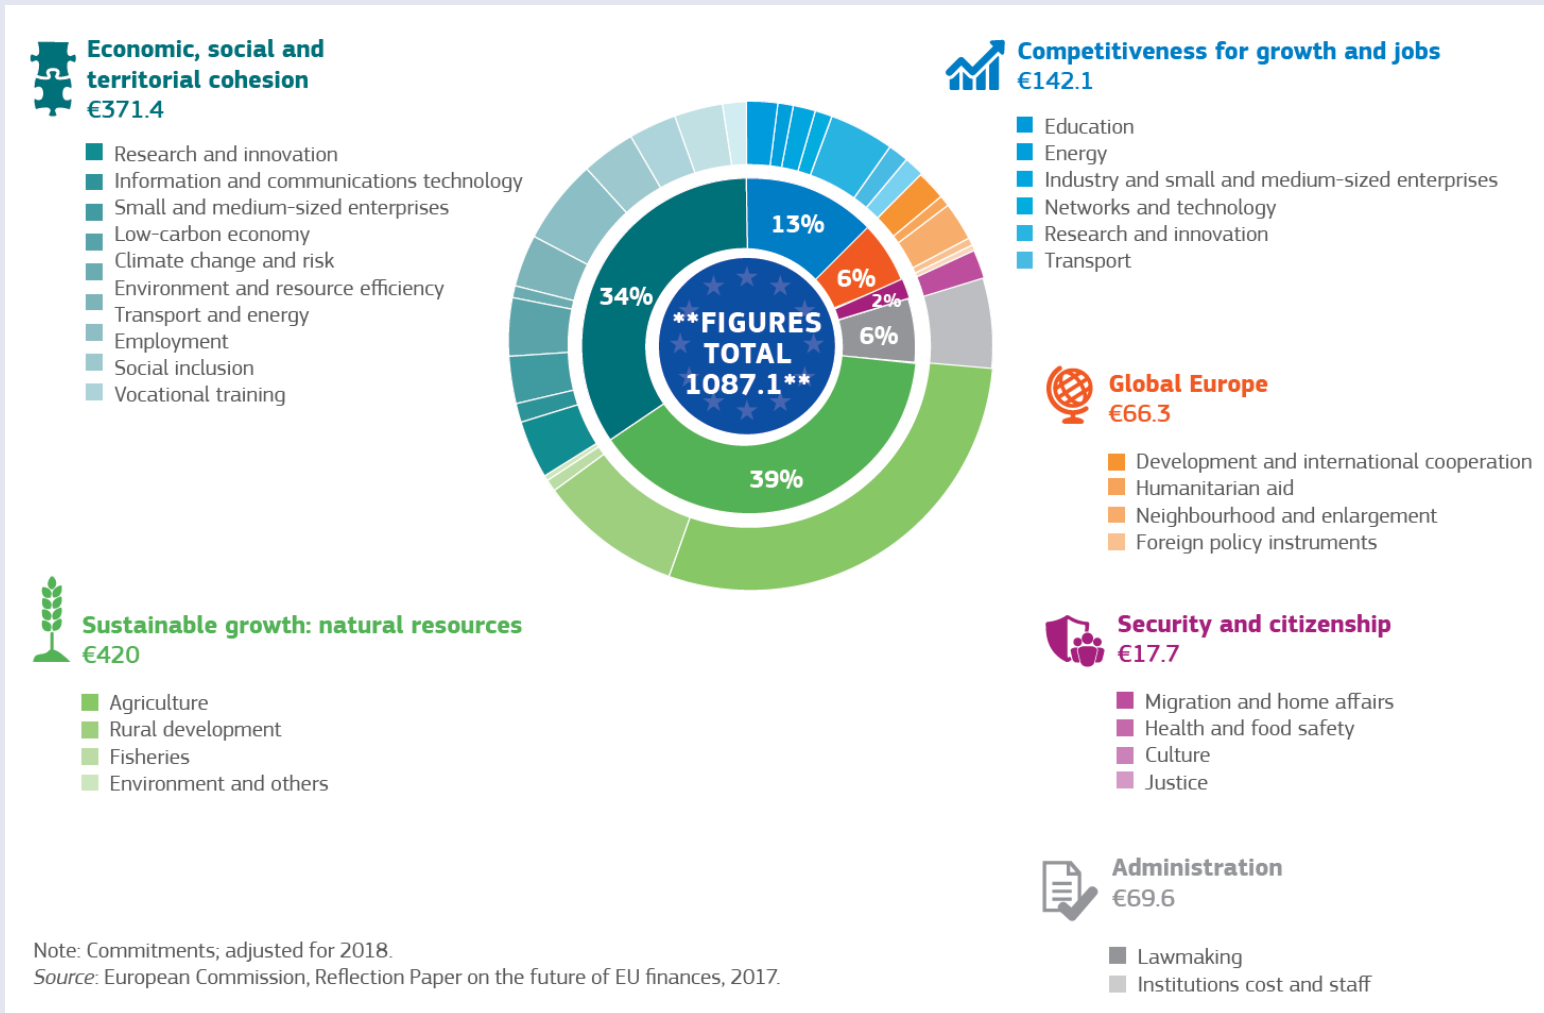 Economic, social and
territorial cohesion
€371.4
Research and innovation
Information and communications technology
Small and medium-sized enterprises
Low-carbon economy
Climate change and risk
Environment and resource efficiency
Transport and energy
Employment
Social inclusion
Vocational training
Sustainable growth: natural resources
€420
Agriculture
Rural development
Fisheries
Environment and others
13%
6%
2%
6%
39%
34%
**FIGURES
TOTAL
1087.1**
Competitiveness for growth and jobs
€142.1
Education
Energy
Industry and small and medium-sized enterprises
Networks and technology
Research and innovation
Transport
Global Europe
€66.3
Development and international cooperation
Humanitarian aid
Neighbourhood and enlargement
Foreign policy instruments
Security and citizenship
€17.7
Migration and home affairs
Health and food safety
Culture
Justice
Administration
€69.6
Lawmaking
Institutions cost and staff
Note: Commitments; adjusted for 2018.
Source: European Commission, Reflection Paper on the future of EU finances, 2017.